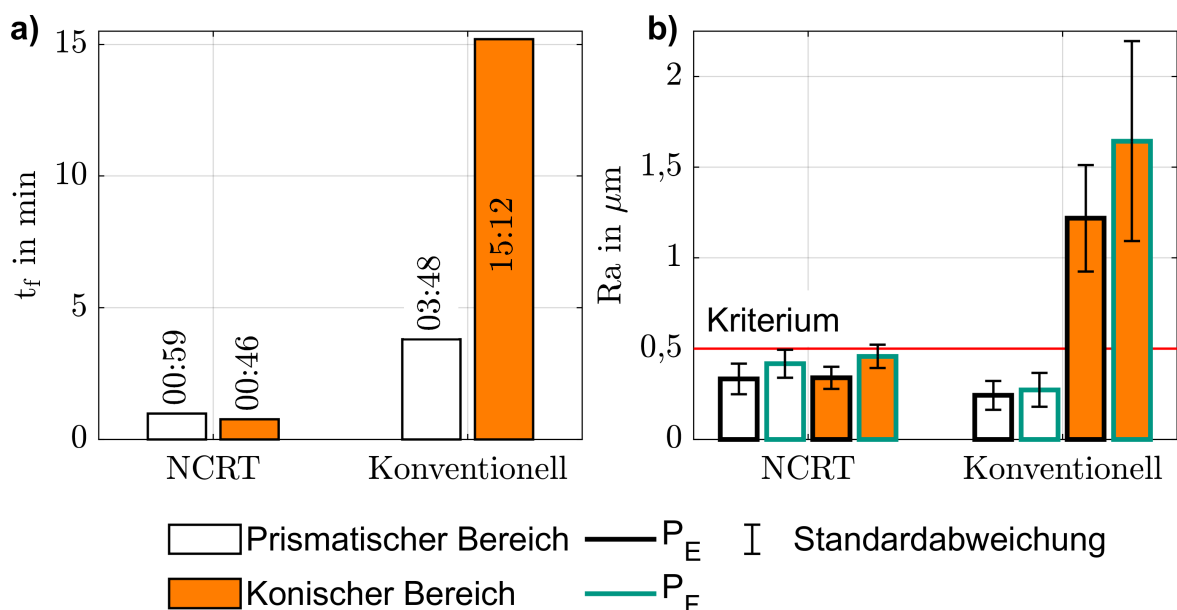 a)
t_f in min
15
10
5
0
00:59
00:46
03:48
15:12
NCRT
Konventionell
b)
Ra in μm
2
1,5
1
0,5
0
Kriterium
NCRT
Konventionell
Prismatischer Bereich
P_E
Standardabweichung
Konischer Bereich